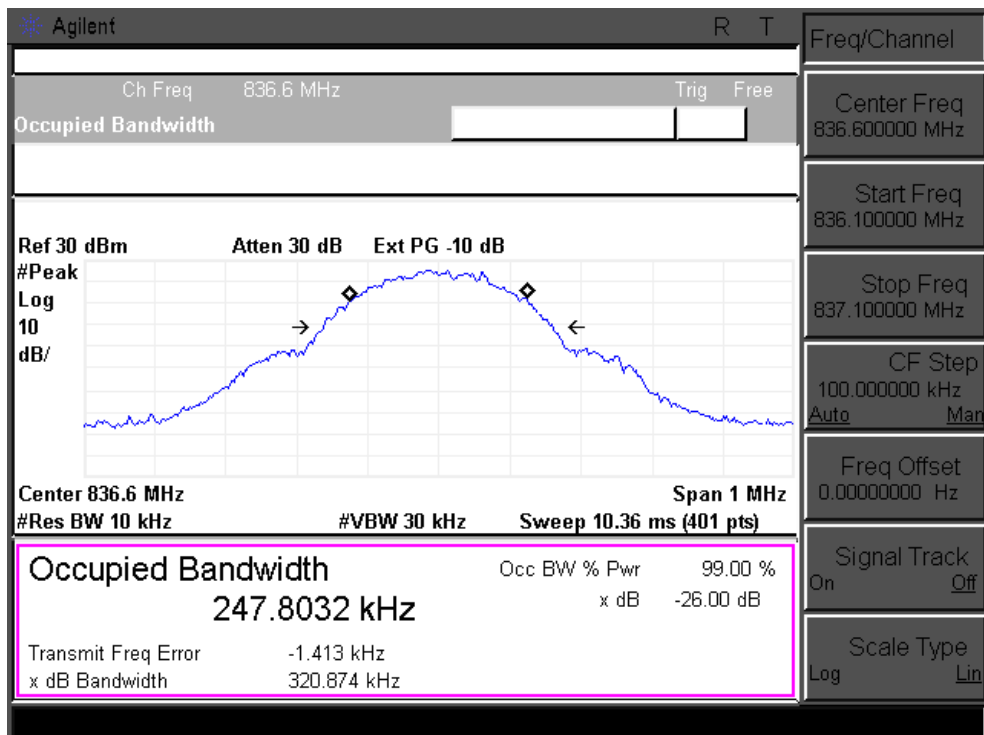 Agilent R T
Freq/Channel
Ch Freq 836.6 MHz Trig Free
Occupied Bandwidth
Center Freq
836.600000 MHz
Start Freq
836.100000 MHz
Stop Freq
837.100000 MHz
CF Step
100.000000 kHz
Auto Man
Freq Offset
0.00000000 Hz
Signal Track
On Off
Scale Type
Log Lin
Ref 30 dBm Atten 30 dB Ext PG -10 dB
#Peak
Log
10
dB/
Center 836.6 MHz Span 1 MHz
#Res BW 10 kHz #VBW 30 kHz Sweep 10.36 ms (401 pts)
Occupied Bandwidth Occ BW % Pwr 99.00 %
247.8032 kHz x dB -26.00 dB
Transmit Freq Error -1.413 kHz
x dB Bandwidth 320.874 kHz